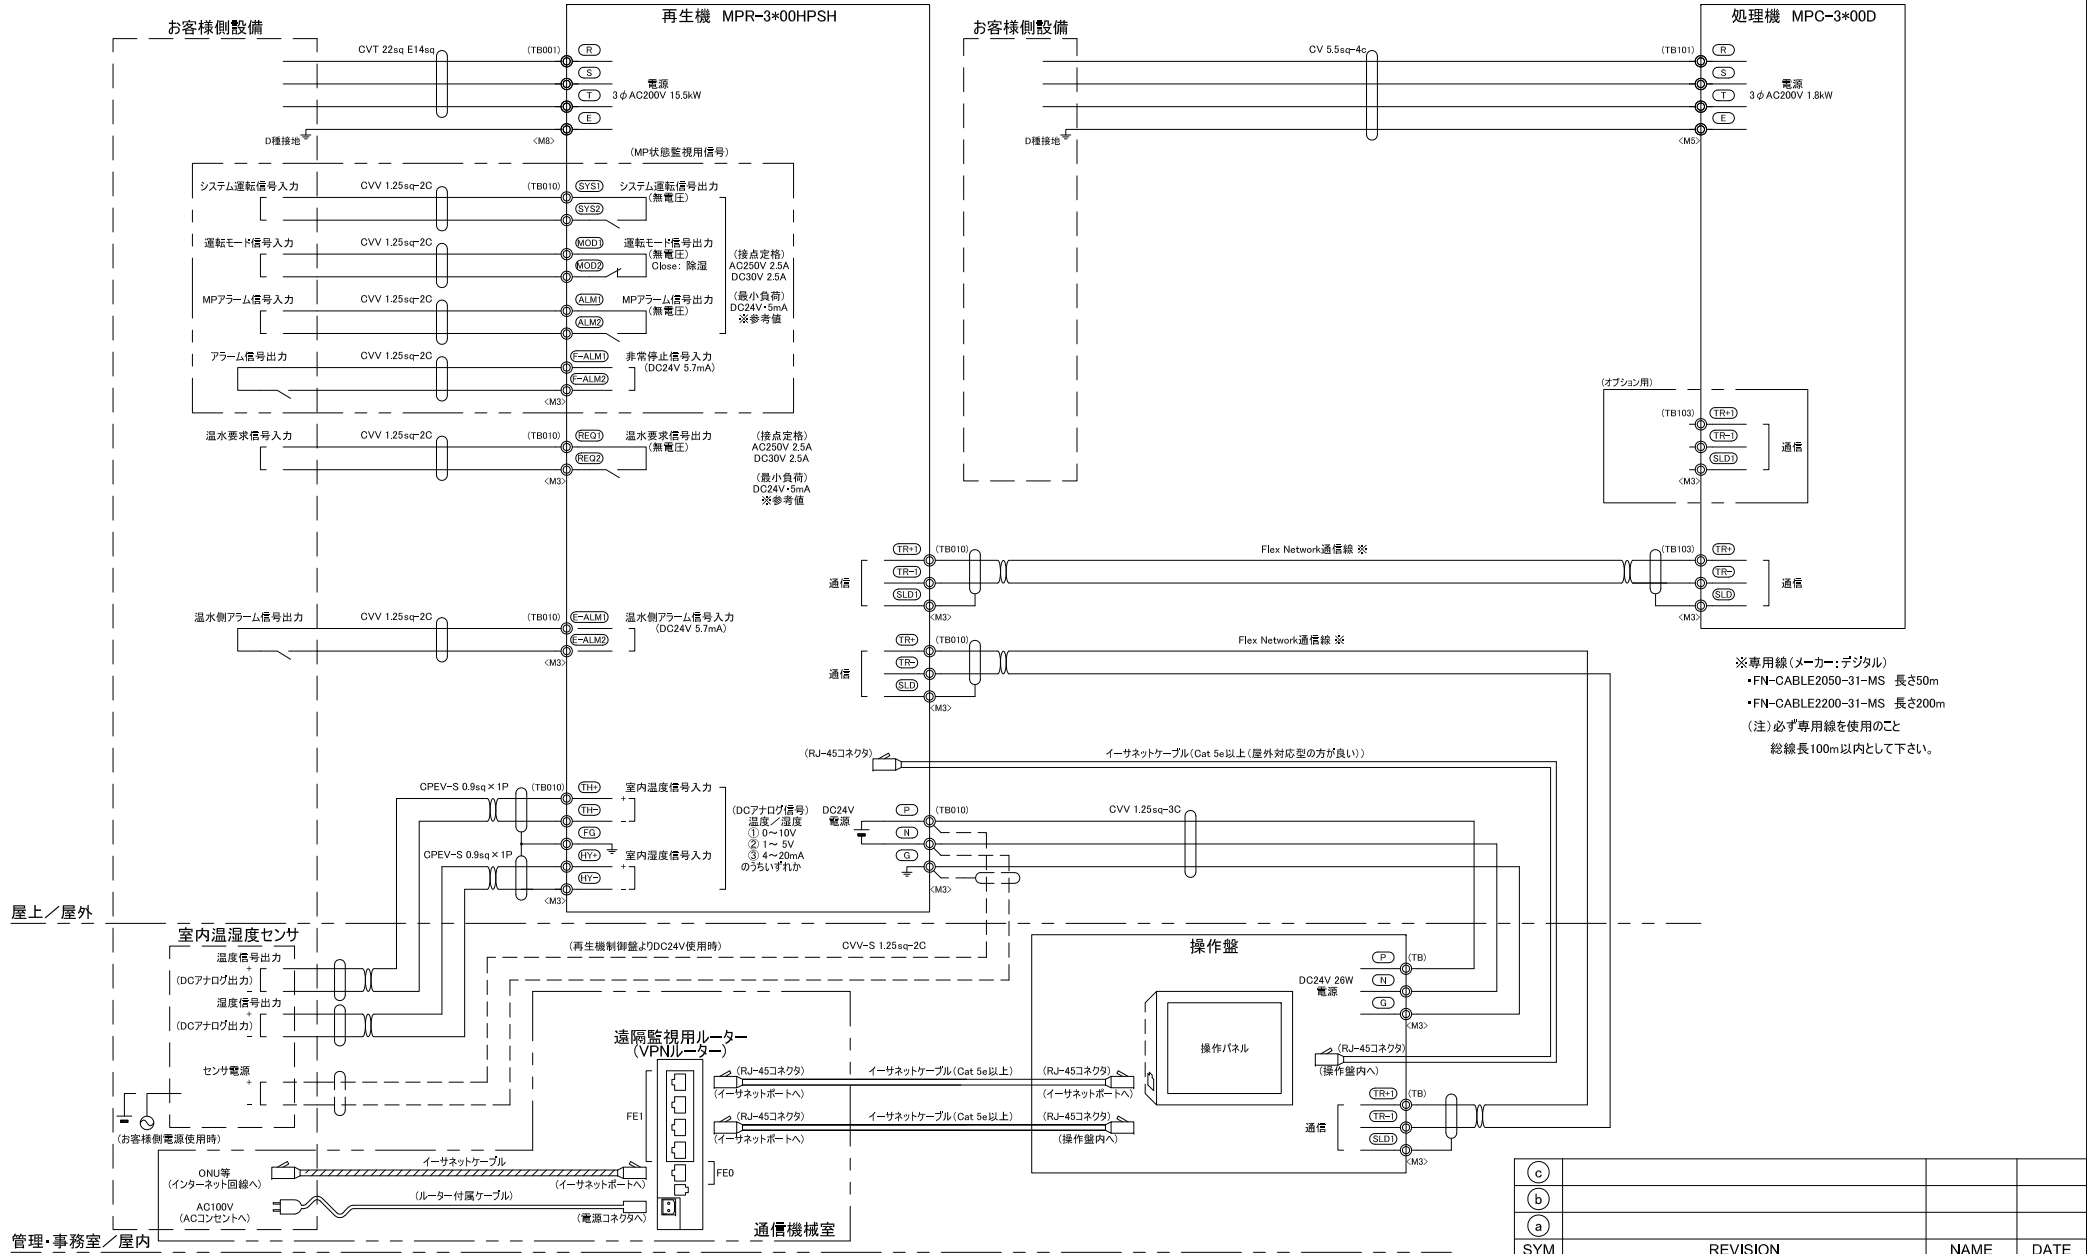 再生機 MPR-3*00HPSH
処理機 MPC-3*00D
お客様側設備
お客様側設備
CVT 22sq E14sq
(TB001)
R
S
T
E
電源
3φAC200V 15.5kW
D種接地
<M8>
CV 5.5sq-4c
(TB101)
R
S
T
E
電源
3φAC200V 1.8kW
D種接地
<M5>
(MP状態監視用信号)
システム運転信号入力
CVV 1.25sq-2C
(TB010)
SYS1
SYS2
システム運転信号出力
(無電圧)
運転モード信号入力
CVV 1.25sq-2C
MOD1
MOD2
運転モード信号出力
(無電圧)
Close: 除湿
MPアラーム信号入力
CVV 1.25sq-2C
ALM1
ALM2
MPアラーム信号出力
(無電圧)
(接点定格)
AC250V 2.5A
DC30V 2.5A
(最小負荷)
DC24V・5mA
※参考値
アラーム信号出力
CVV 1.25sq-2C
F-ALM1
F-ALM2
非常停止信号入力
(DC24V 5.7mA)
<M3>
温水要求信号入力
CVV 1.25sq-2C
(TB010)
REQ1
REQ2
温水要求信号出力
(無電圧)
<M3>
(接点定格)
AC250V 2.5A
DC30V 2.5A
(最小負荷)
DC24V・5mA
※参考値
(オプション用)
(TB103)
TR+1
TR-1
SLD1
通信
<M3>
通信
TR+1
TR-1
SLD1
(TB010)
<M3>
Flex Network通信線 ※
(TB103)
TR+
TR-
SLD
通信
<M3>
温水側アラーム信号出力
CVV 1.25sq-2C
(TB010)
E-ALM1
E-ALM2
温水側アラーム信号入力
(DC24V 5.7mA)
<M3>
通信
TR+
TR-
SLD
(TB010)
<M3>
Flex Network通信線 ※
※専用線(メーカー:デジタル)
・FN-CABLE2050-31-MS 長さ50m
・FN-CABLE2200-31-MS 長さ200m
(注)必ず専用線を使用のこと
総線長100m以内として下さい。
(RJ-45コネクタ)
イーサネットケーブル(Cat 5e以上(屋外対応型の方が良い))
CPEV-S 0.9sq×1P
(TB010)
TH+
TH-
FG
HY+
HY-
室内温度信号入力
+
-
CPEV-S 0.9sq×1P
室内湿度信号入力
+
-
<M3>
(DCアナログ信号)
温度/湿度
① 0~10V
② 1~ 5V
③ 4~20mA
のうちいずれか
DC24V
電源
P
N
G
(TB010)
<M3>
CVV 1.25sq-3C
屋上/屋外
室内温湿度センサ
温度信号出力
+
(DCアナログ出力)
-
湿度信号出力
+
(DCアナログ出力)
-
センサ電源
+
-
(お客様側電源使用時)
(再生機制御盤よりDC24V使用時)
CVV-S 1.25sq-2C
操作盤
P
N
G
(TB)
DC24V 26W
電源
<M3>
操作パネル
(RJ-45コネクタ)
(操作盤内へ)
TR+1
TR-1
SLD1
(TB)
通信
<M3>
遠隔監視用ルーター
(VPNルーター)
FE1
FE0
(RJ-45コネクタ)
イーサネットケーブル(Cat 5e以上)
(RJ-45コネクタ)
(イーサネットポートへ)
(イーサネットポートへ)
(RJ-45コネクタ)
イーサネットケーブル(Cat 5e以上)
(RJ-45コネクタ)
(イーサネットポートへ)
(操作盤内へ)
ONU等
(インターネット回線へ)
イーサネットケーブル
(イーサネットポートへ)
AC100V
(ACコンセントへ)
(ルーター付属ケーブル)
(電源コネクタへ)
通信機械室
管理・事務室/屋内
c
b
a
SYM REVISION NAME DATE